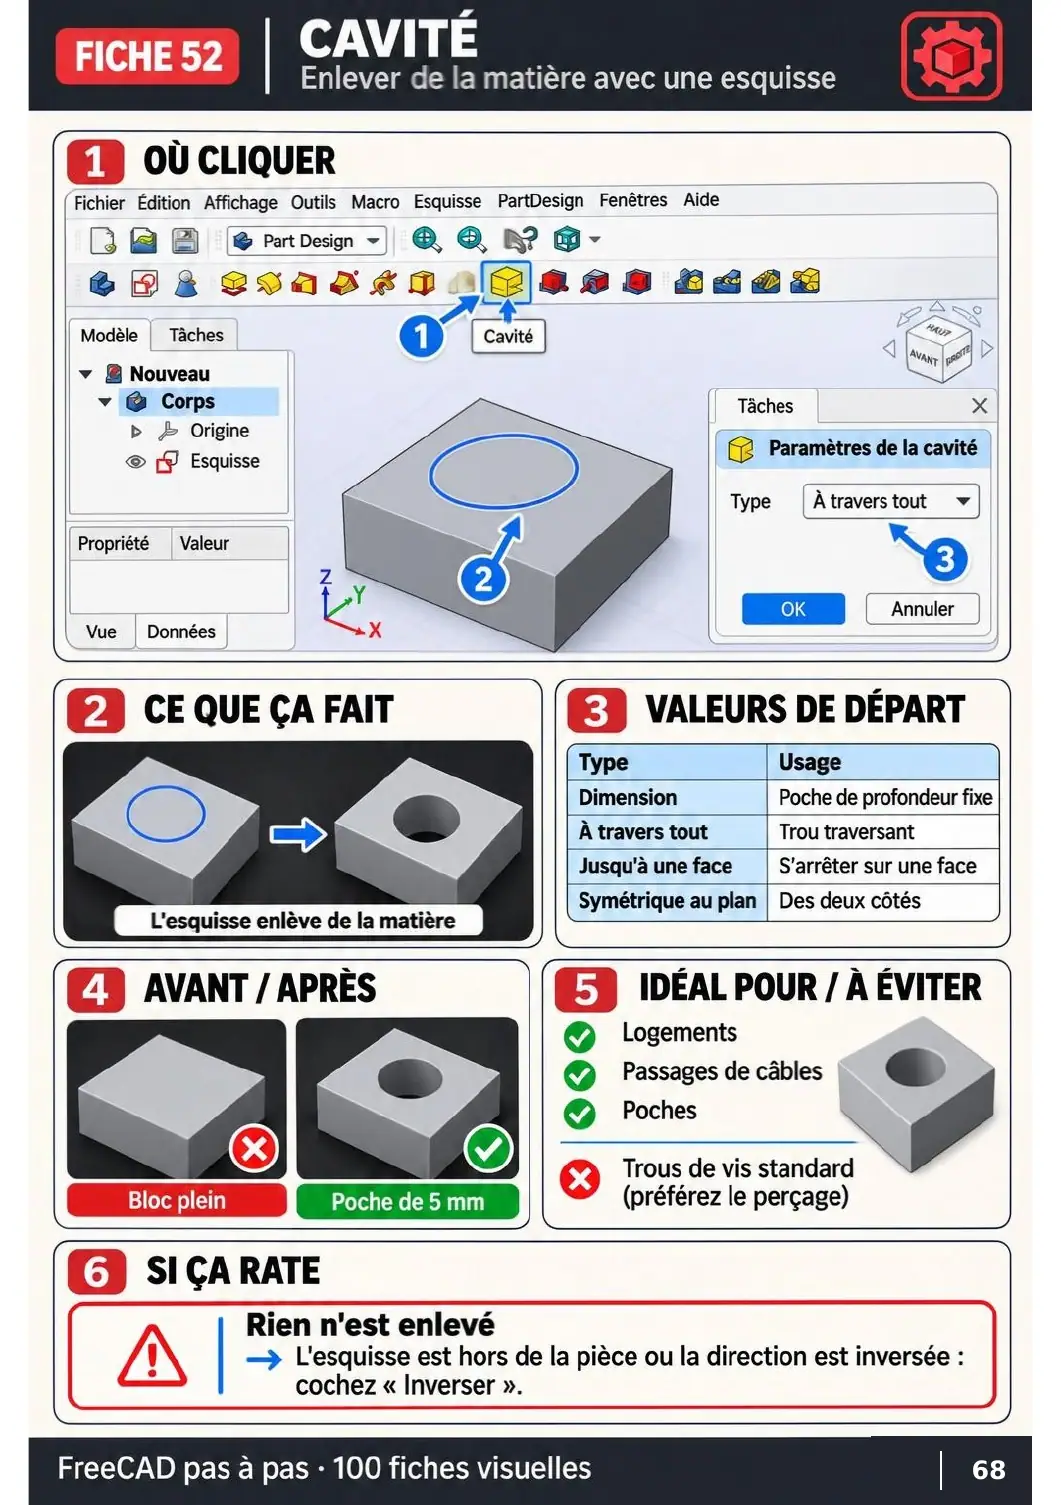 FICHE 52
CAVITÉ
Enlever de la matière avec une esquisse
1 OÙ CLIQUER
Fichier Édition Affichage Outils Macro Esquisse PartDesign Fenêtres Aide
Part Design
1
Cavité
Modèle Tâches
Nouveau
Corps
Origine
Esquisse
Propriété Valeur
Vue Données
Z
Y
X
2
HAUT
AVANT DROITE
Tâches X
Paramètres de la cavité
Type À travers tout
3
OK Annuler
2 CE QUE ÇA FAIT
L'esquisse enlève de la matière
3 VALEURS DE DÉPART
Type Usage
Dimension Poche de profondeur fixe
À travers tout Trou traversant
Jusqu'à une face S'arrêter sur une face
Symétrique au plan Des deux côtés
4 AVANT / APRÈS
Bloc plein
Poche de 5 mm
5 IDÉAL POUR / À ÉVITER
Logements
Passages de câbles
Poches
Trous de vis standard
(préférez le perçage)
6 SI ÇA RATE
Rien n'est enlevé
→ L'esquisse est hors de la pièce ou la direction est inversée :
cochez « Inverser ».
FreeCAD pas à pas · 100 fiches visuelles
68